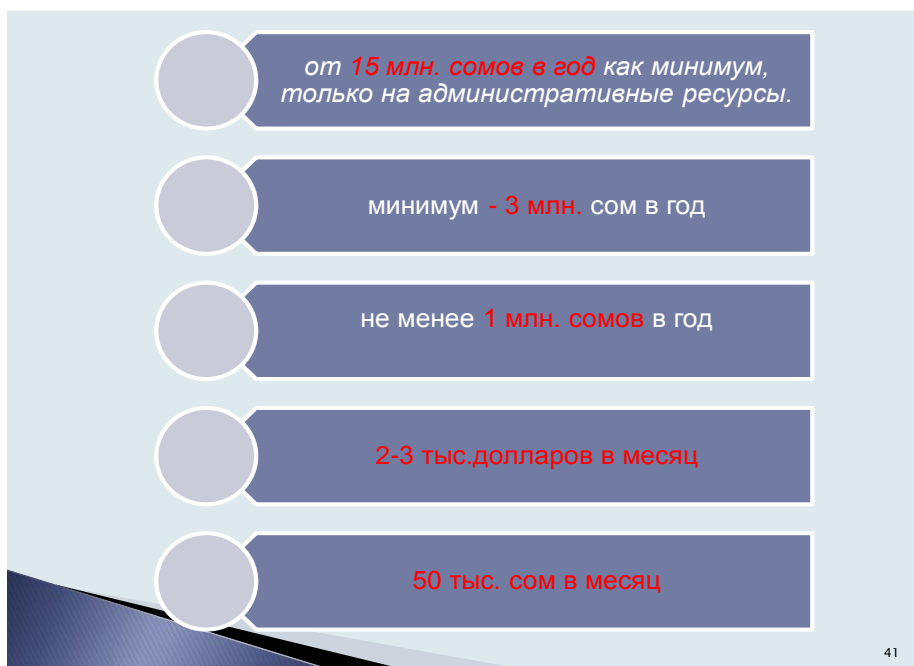 от 15 млн. сомов в год как минимум,
только на административные ресурсы.
минимум - 3 млн. сом в год
не менее 1 млн. сомов в год
2-3 тыс.долларов в месяц
50 тыс. сом в месяц
41